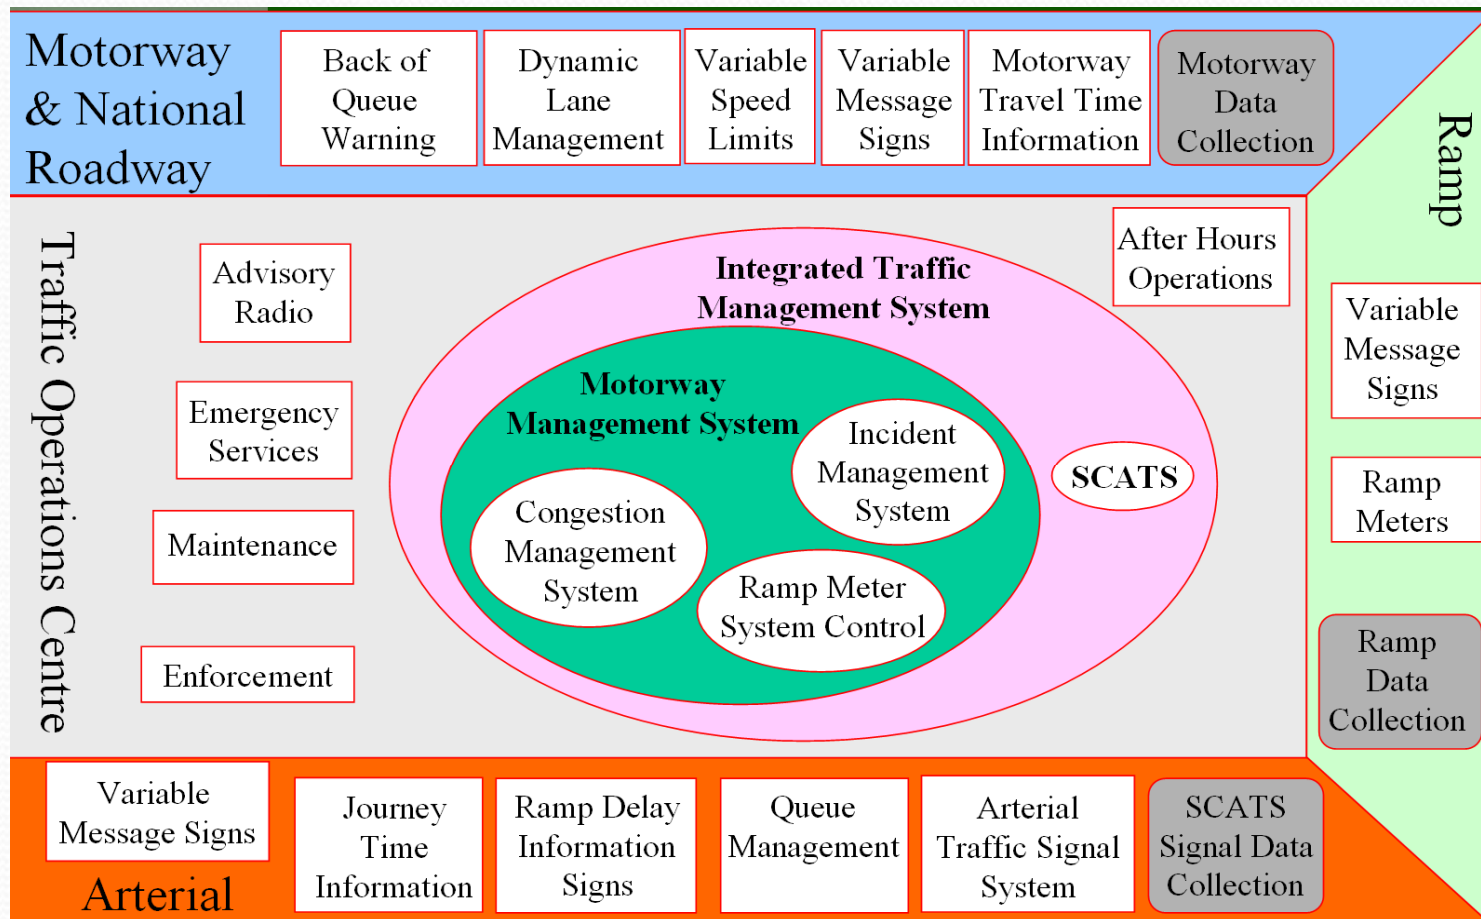 Motorway
& National
Roadway
Back of
Queue
Warning
Dynamic
Lane
Management
Variable
Speed
Limits
Variable
Message
Signs
Motorway
Travel Time
Information
Motorway
Data
Collection
Ramp
Variable
Message
Signs
Ramp
Meters
Ramp
Data
Collection
Traffic Operations Centre
Advisory
Radio
Emergency
Services
Maintenance
Enforcement
After Hours
Operations
Integrated Traffic
Management System
Motorway
Management System
Incident
Management
System
Congestion
Management
System
Ramp Meter
System Control
SCATS
Variable
Message Signs
Arterial
Journey
Time
Information
Ramp Delay
Information
Signs
Queue
Management
Arterial
Traffic Signal
System
SCATS
Signal Data
Collection